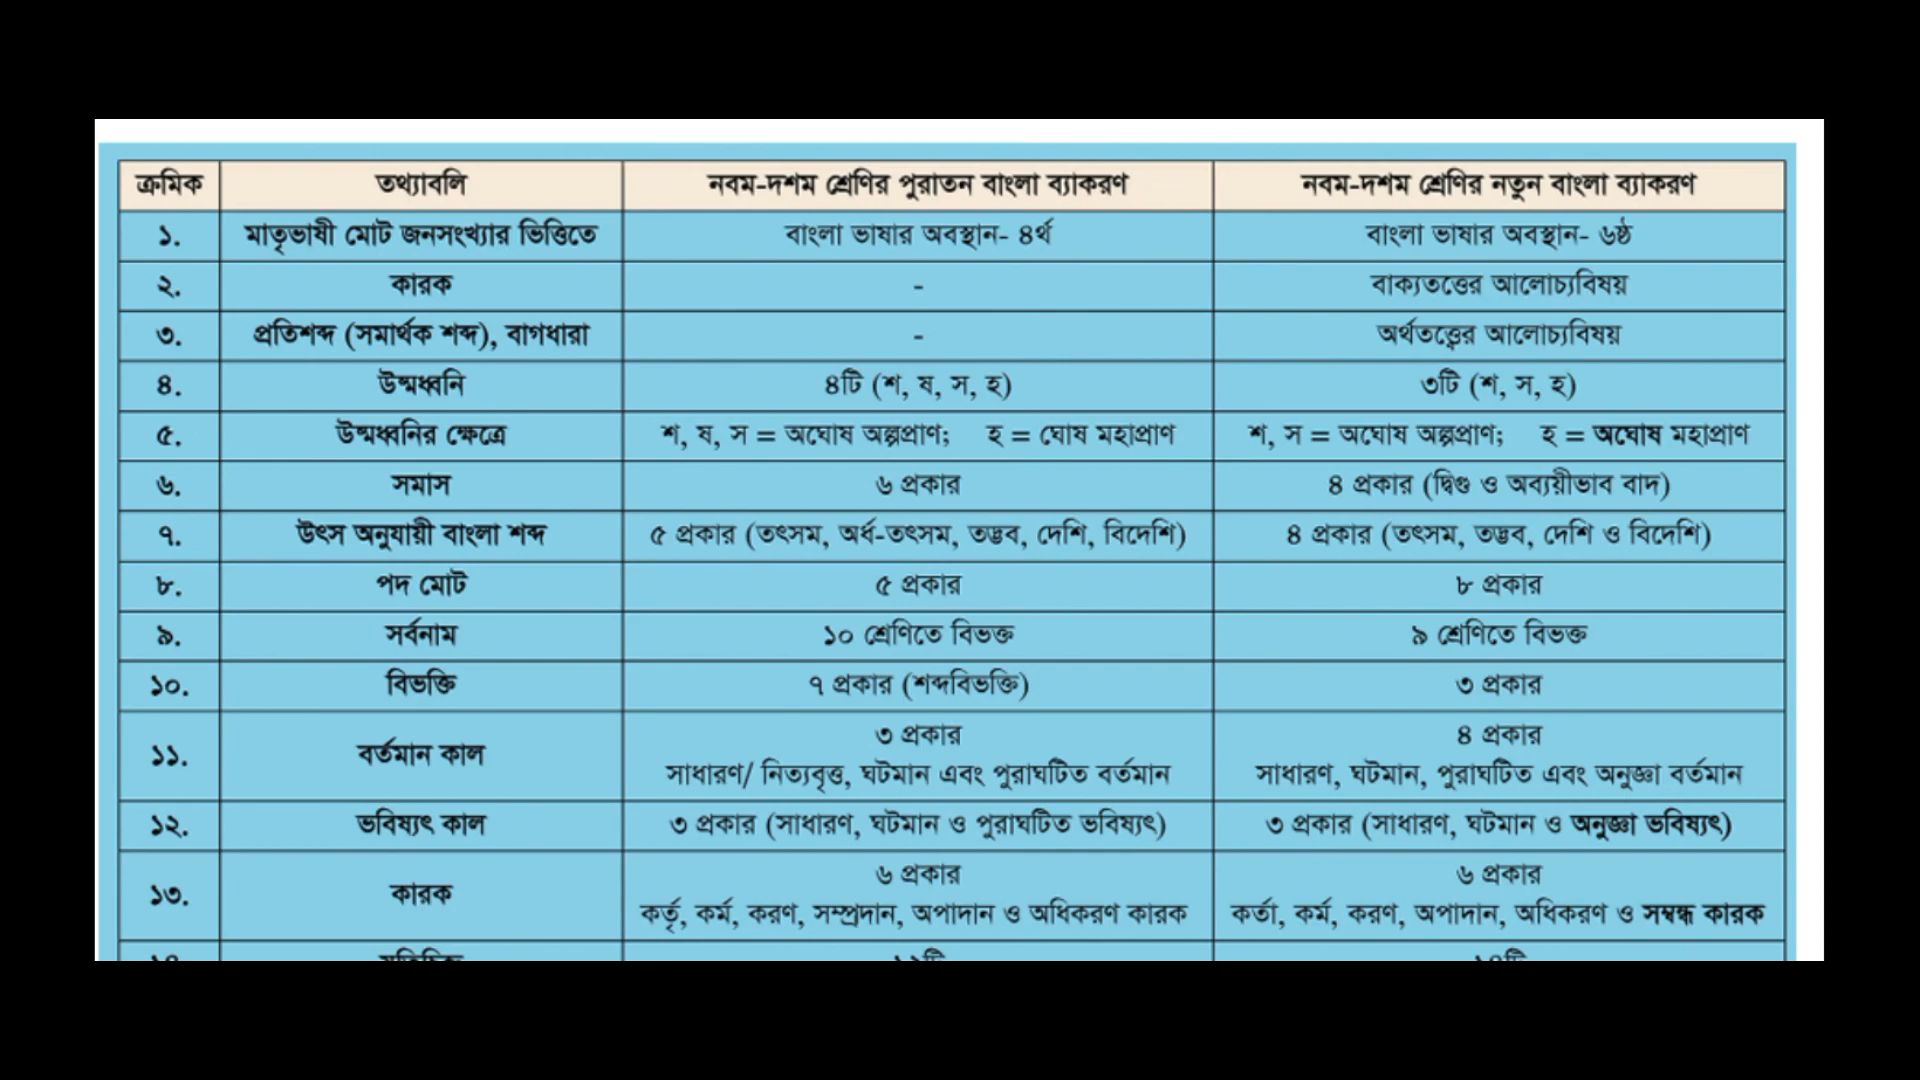 ক্রমিক তথ্যাবলি নবম-দশম শ্রেণির পুরাতন বাংলা ব্যাকরণ নবম-দশম শ্রেণির নতুন বাংলা ব্যাকরণ
১. মাতৃভাষী মোট জনসংখ্যার ভিত্তিতে বাংলা ভাষার অবস্থান- ৪র্থ বাংলা ভাষার অবস্থান- ৬ষ্ঠ
২. কারক - বাক্যতত্তের আলোচ্যবিষয়
৩. প্রতিশব্দ (সমার্থক শব্দ), বাগধারা - অর্থতত্ত্বের আলোচ্যবিষয়
৪. উষ্মধ্বনি ৪টি (শ, ষ, স, হ) ৩টি (শ, স, হ)
৫. উষ্মধ্বনির ক্ষেত্রে শ, ষ, স = অঘোষ অল্পপ্রাণ; হ = ঘোষ মহাপ্রাণ শ, স = অঘোষ অল্পপ্রাণ; হ = অঘোষ মহাপ্রাণ
৬. সমাস ৬ প্রকার ৪ প্রকার (দ্বিগু ও অব্যয়ীভাব বাদ)
৭. উৎস অনুযায়ী বাংলা শব্দ ৫ প্রকার (তৎসম, অর্ধ-তৎসম, তদ্ভব, দেশি, বিদেশি) ৪ প্রকার (তৎসম, তদ্ভব, দেশি ও বিদেশি)
৮. পদ মোট ৫ প্রকার ৮ প্রকার
৯. সর্বনাম ১০ শ্রেণিতে বিভক্ত ৯ শ্রেণিতে বিভক্ত
১০. বিভক্তি ৭ প্রকার (শব্দবিভক্তি) ৩ প্রকার
১১. বর্তমান কাল ৩ প্রকার ৪ প্রকার
সাধারণ/ নিত্যবৃত্ত, ঘটমান এবং পুরাঘটিত বর্তমান সাধারণ, ঘটমান, পুরাঘটিত এবং অনুজ্ঞা বর্তমান
১২. ভবিষ্যৎ কাল ৩ প্রকার (সাধারণ, ঘটমান ও পুরাঘটিত ভবিষ্যৎ) ৩ প্রকার (সাধারণ, ঘটমান ও অনুজ্ঞা ভবিষ্যৎ)
১৩. কারক ৬ প্রকার ৬ প্রকার
কর্তৃ, কর্ম, করণ, সম্প্রদান, অপাদান ও অধিকরণ কারক কর্তা, কর্ম, করণ, অপাদান, অধিকরণ ও সম্বন্ধ কারক